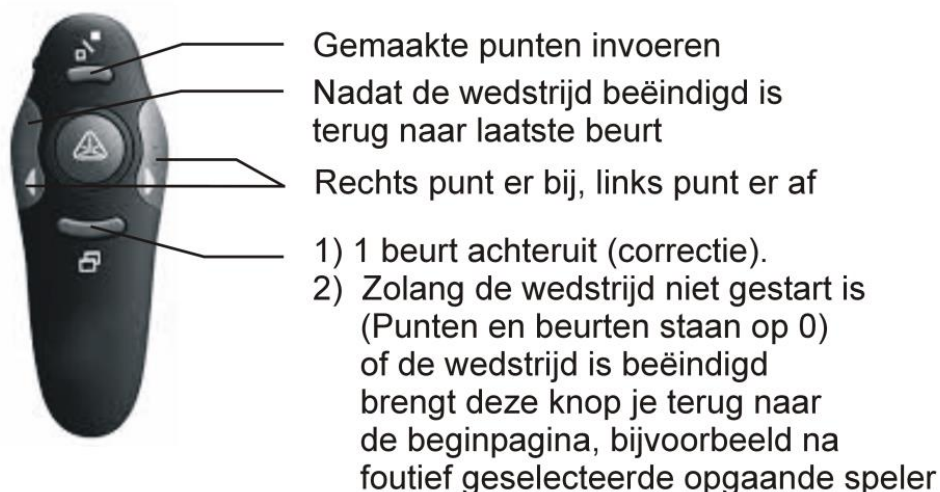 Gemaakte punten invoeren
Nadat de wedstrijd beëindigd is
terug naar laatste beurt
Rechts punt er bij, links punt er af
1) 1 beurt achteruit (correctie).
2) Zolang de wedstrijd niet gestart is
(Punten en beurten staan op 0)
of de wedstrijd is beëindigd
brengt deze knop je terug naar
de beginpagina, bijvoorbeeld na
foutief geselecteerde opgaande speler